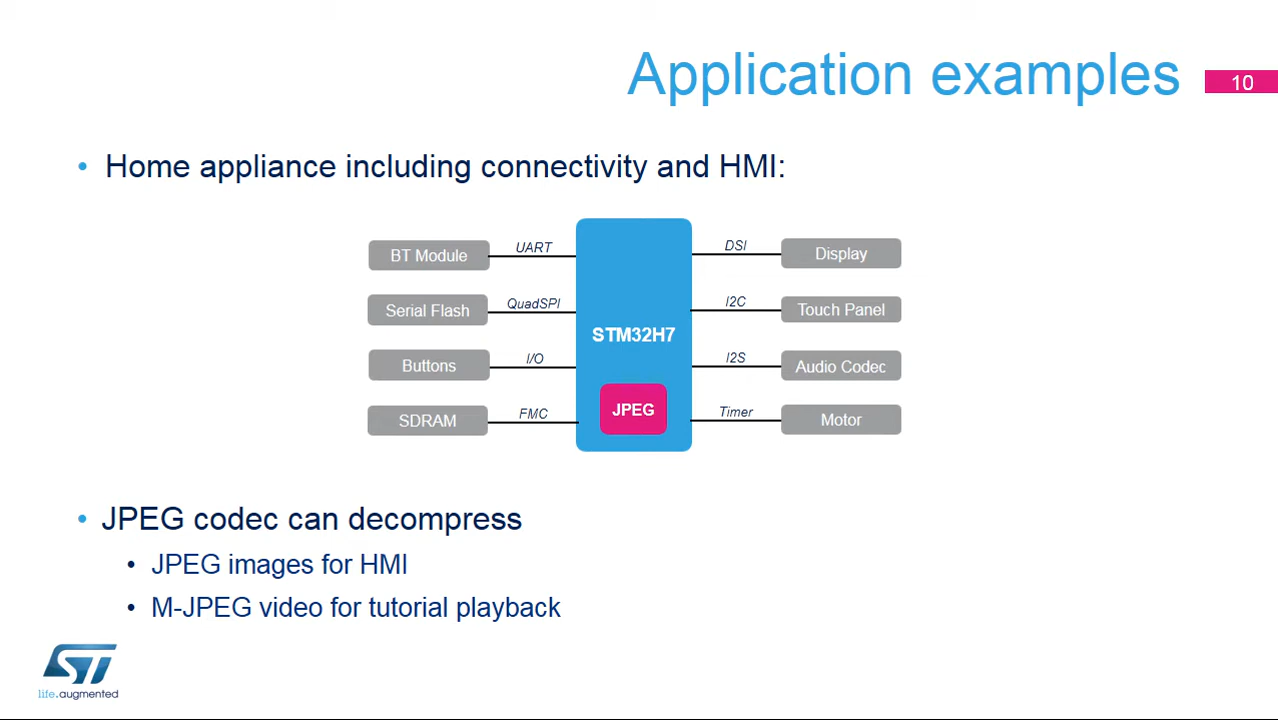 Application examples
10
• Home appliance including connectivity and HMI:
BT Module
UART
DSI
Display
Serial Flash
QuadSPI
I2C
Touch Panel
STM32H7
Buttons
I/O
I2S
Audio Codec
JPEG
SDRAM
FMC
Timer
Motor
• JPEG codec can decompress
• JPEG images for HMI
• M-JPEG video for tutorial playback
ST
life.augmented